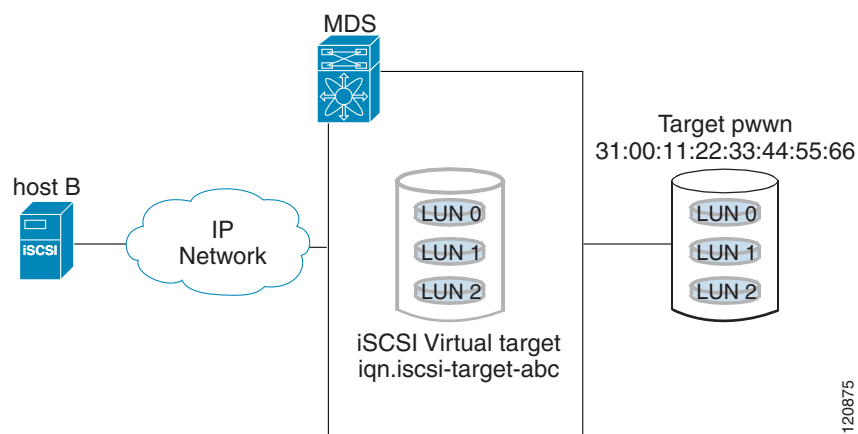 MDS
Target pwwn
31:00:11:22:33:44:55:66
host B
iSCSI
IP
Network
LUN 0
LUN 1
LUN 2
iSCSI Virtual target
iqn.iscsi-target-abc
LUN 0
LUN 1
LUN 2
120875